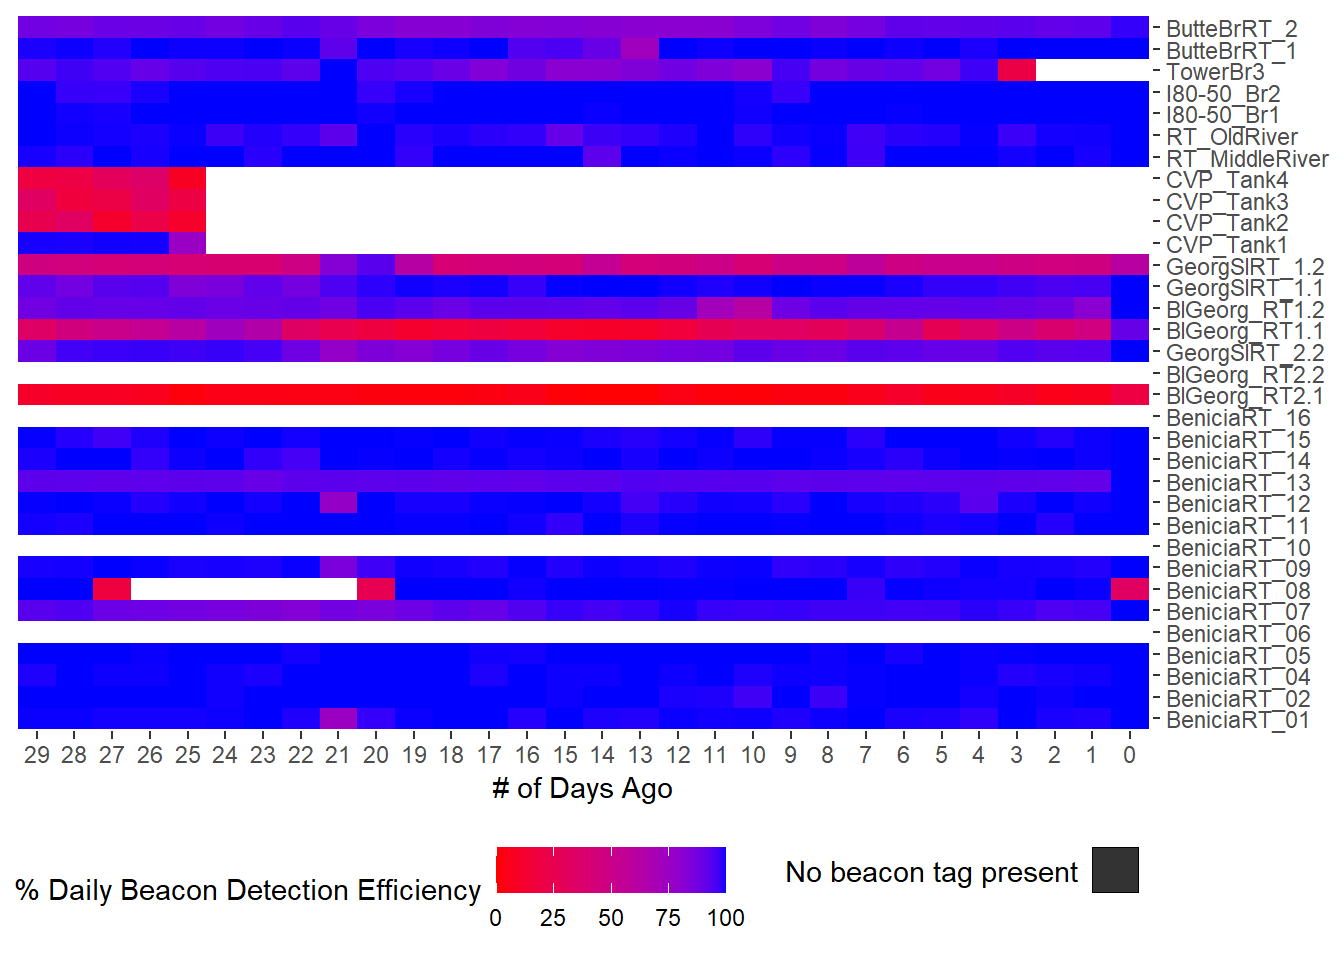 ButteBrRT_2
ButteBrRT_1
TowerBr3
I80-50_Br2
I80-50_Br1
RT_OldRiver
RT_MiddleRiver
CVP_Tank4
CVP_Tank3
CVP_Tank2
CVP_Tank1
GeorgSlRT_1.2
GeorgSlRT_1.1
BlGeorg_RT1.2
BlGeorg_RT1.1
GeorgSlRT_2.2
BlGeorg_RT2.2
BlGeorg_RT2.1
BeniciaRT_16
BeniciaRT_15
BeniciaRT_14
BeniciaRT_13
BeniciaRT_12
BeniciaRT_11
BeniciaRT_10
BeniciaRT_09
BeniciaRT_08
BeniciaRT_07
BeniciaRT_06
BeniciaRT_05
BeniciaRT_04
BeniciaRT_02
BeniciaRT_01
29 28 27 26 25 24 23 22 21 20 19 18 17 16 15 14 13 12 11 10 9 8 7 6 5 4 3 2 1 0
# of Days Ago
% Daily Beacon Detection Efficiency
0 25 50 75 100
No beacon tag present